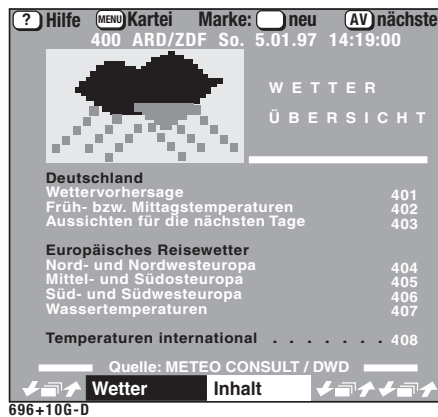 ? Hilfe MENU Kartei Marke: neu AV nächste
400 ARD/ZDF So. 5.01.97 14:19:00
WETTER
ÜBERSICHT
Deutschland
Wettervorhersage 401
Früh- bzw. Mittagstemperaturen 402
Aussichten für die nächsten Tage 403
Europäisches Reisewetter
Nord- und Nordwesteuropa 404
Mittel- und Südosteuropa 405
Süd- und Südwesteuropa 406
Wassertemperaturen 407
Temperaturen international . . . . . . . 408
Quelle: METEO CONSULT / DWD
Wetter Inhalt
696+10G-D